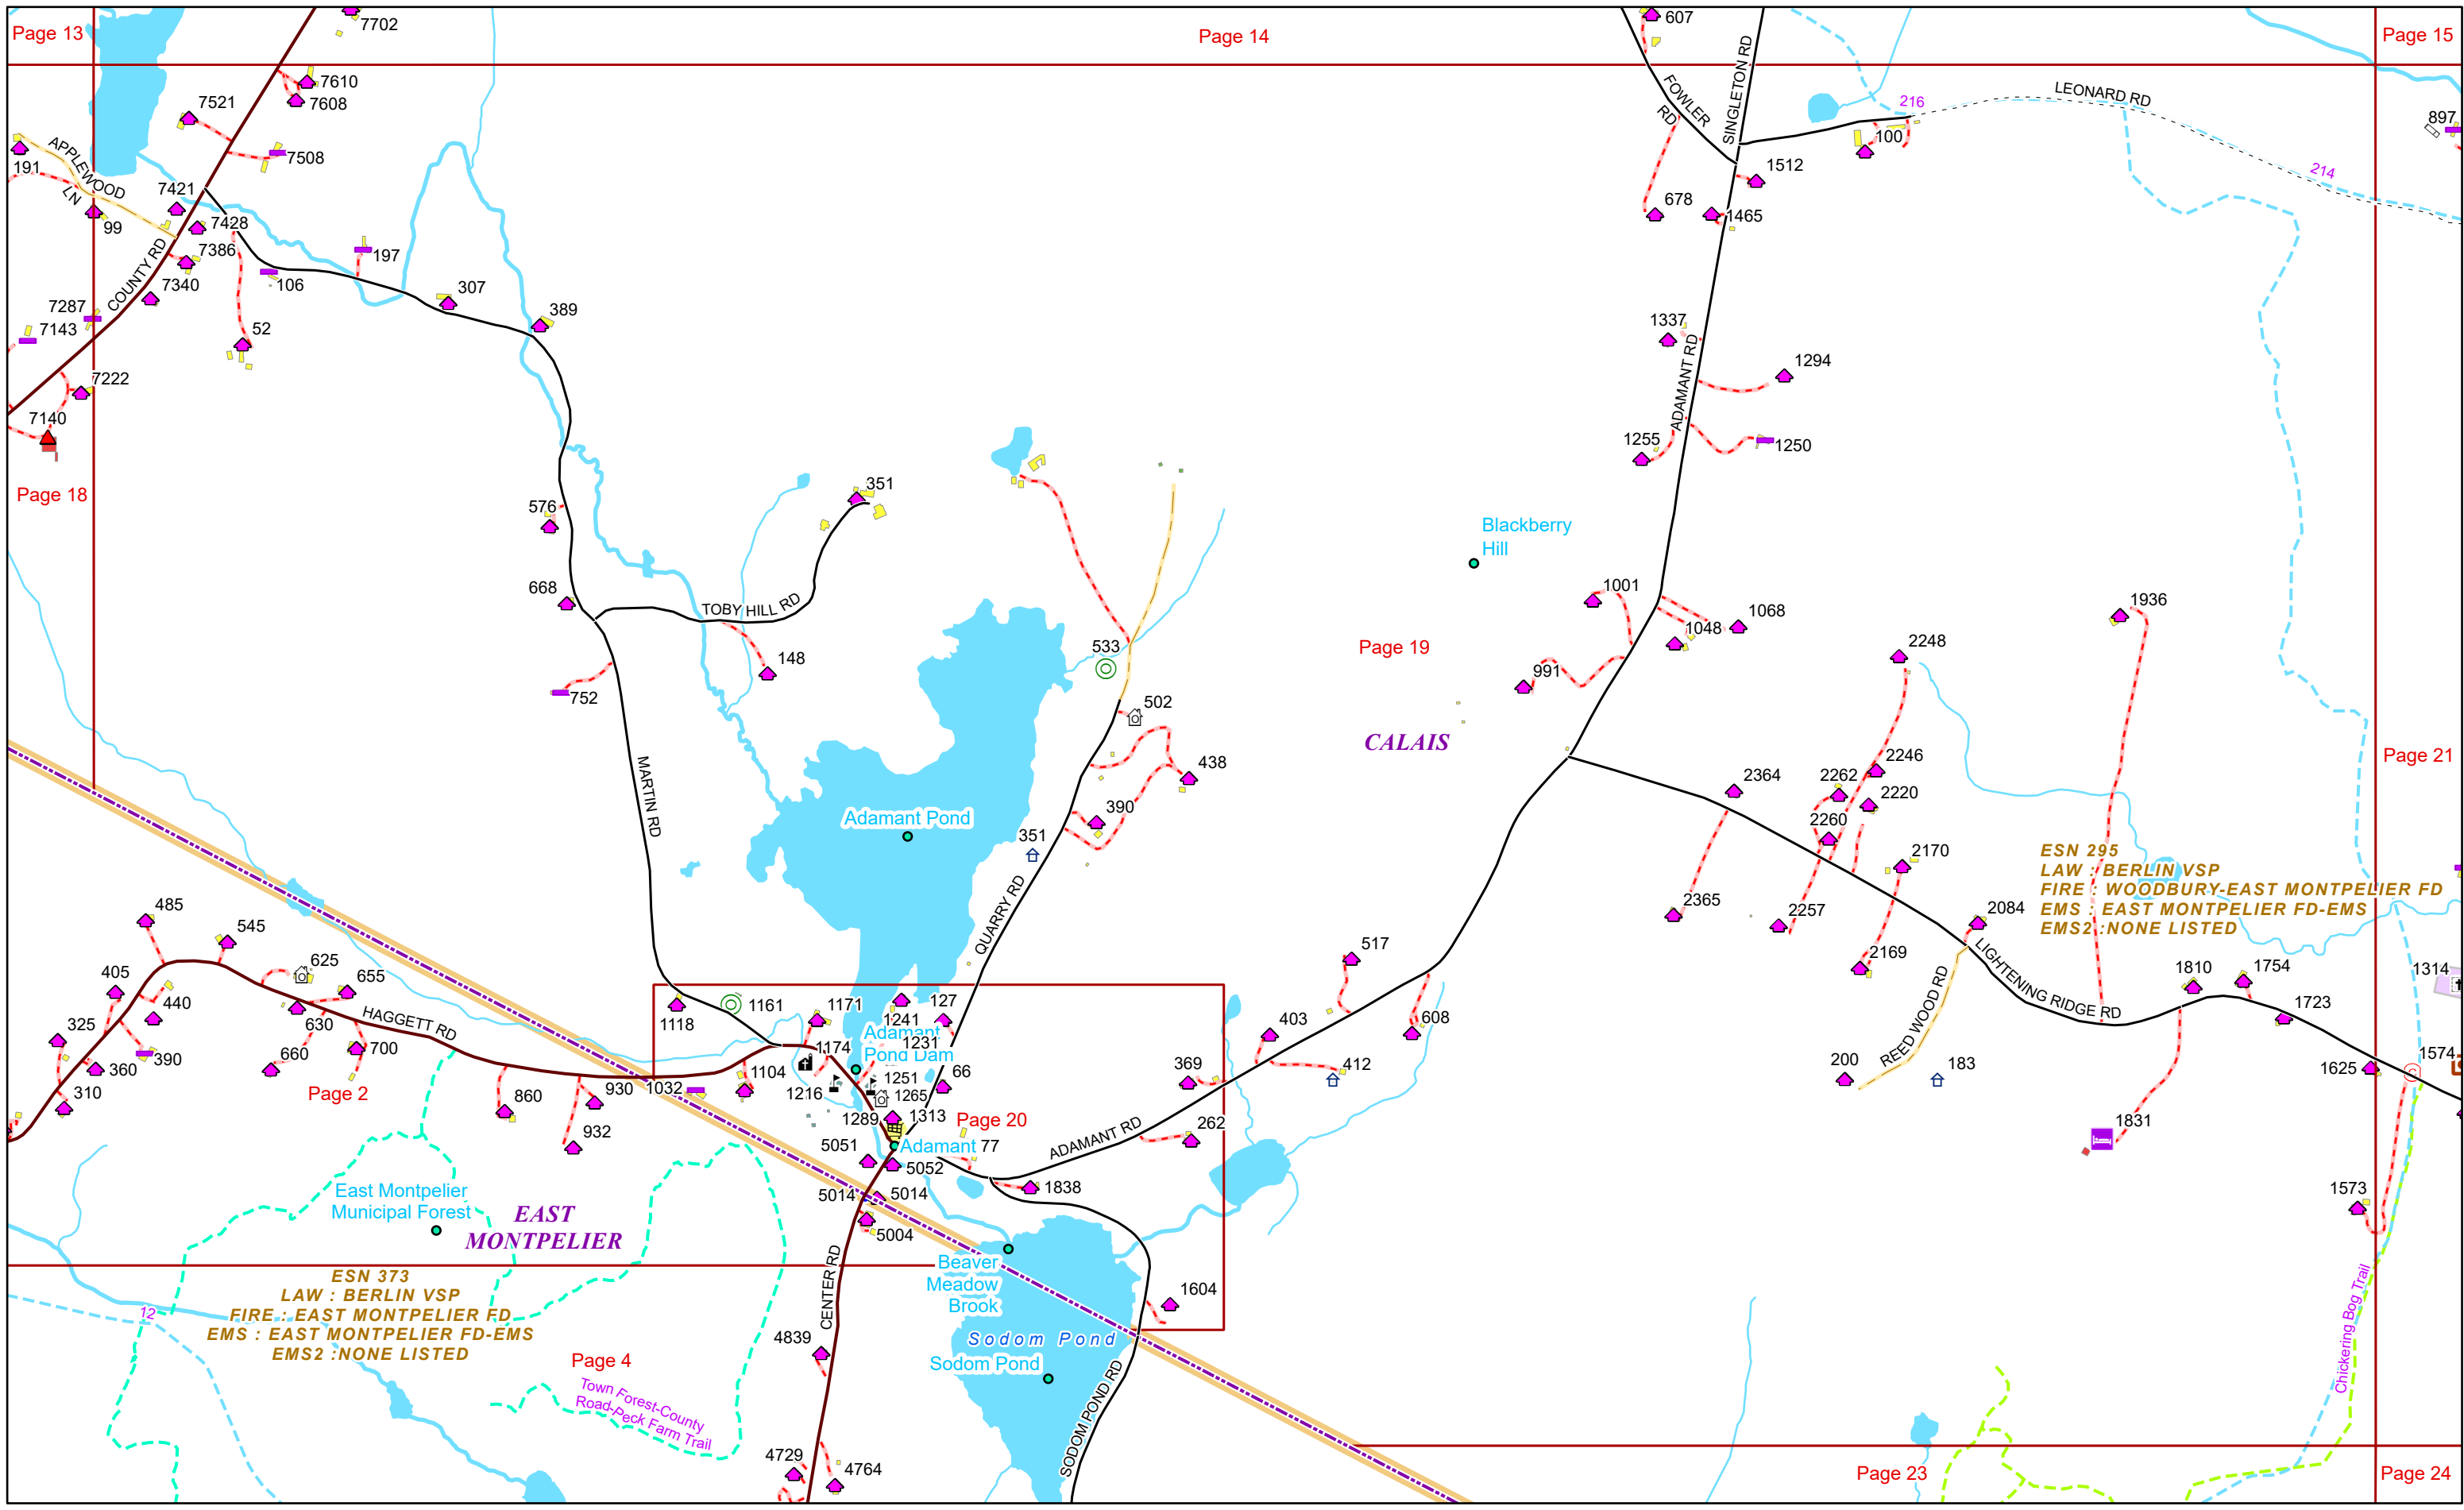 Page 13
7702
Page 14
607
Page 15
SINGLETON RD
FOWLER
RD
7610
7608
7521
216
LEONARD RD
897
100
7508
191
APPLEWOOD
LN
1512
214
7421
99
7428
678
1465
7386
197
COUNTY RD
7340
106
307
7287
7143
389
52
1337
1294
ADAMANT RD
7222
7140
1255
1250
Page 18
351
576
Blackberry
Hill
668
TOBY HILL RD
1001
1936
1048
1068
148
533
Page 19
2248
991
752
502
CALAIS
438
Page 21
MARTIN RD
2246
2364
2262
2220
Adamant Pond
390
351
2260
2170
ESN 295
LAW : BERLIN VSP
FIRE : WOODBURY-EAST MONTPELIER FD
EMS : EAST MONTPELIER FD-EMS
EMS2 :NONE LISTED
QUARRY RD
2365
2257
2084
485
545
517
2169
LIGHTENING RIDGE RD
625
655
405
440
1810
1754
1314
REED WOOD RD
1118
1161
1171
127
1723
325
630
HAGGETT RD
1241
Adamant
Pond Dam
1231
403
608
390
700
1174
360
660
1104
412
200
183
1574
1625
Page 2
930
1032
1216
1251
1265
66
369
310
860
1289
1313
Page 20
262
1831
932
5051
Adamant
77
ADAMANT RD
5052
East Montpelier
Municipal Forest
5014
5014
1838
1573
EAST
MONTPELIER
5004
Beaver
Meadow
Brook
CENTER RD
ESN 373
LAW : BERLIN VSP
FIRE : EAST MONTPELIER FD
EMS : EAST MONTPELIER FD-EMS
EMS2 :NONE LISTED
12
1604
Sodom Pond
Sodom Pond
4839
Page 4
Chickering Bog Trail
Town Forest-County
Road-Peck Farm Trail
SODOM POND RD
4729
4764
Page 23
Page 24